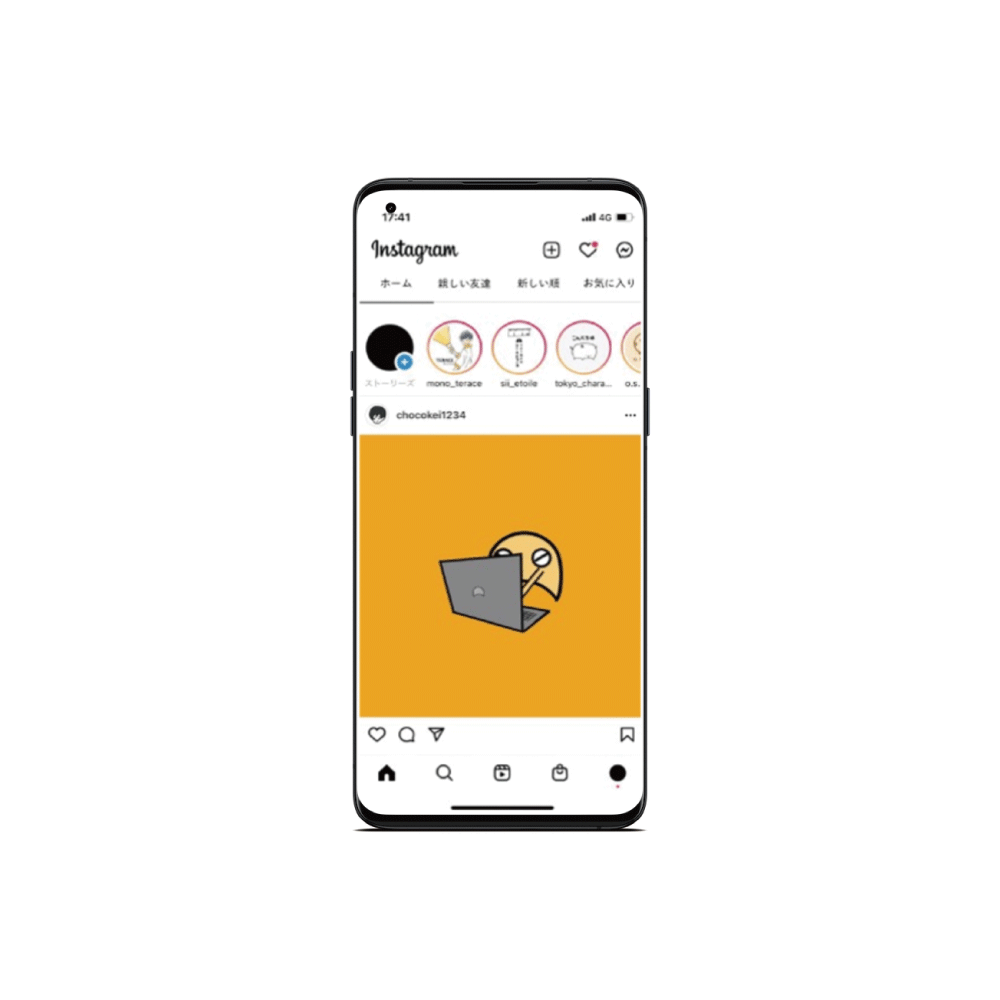 17:41
4G
Instagram
ホーム 親しい友達 新しい順 お気に入り
ストーリーズ mono_terace sii_etoile tokyo_chara... o.s.
chocokei1234